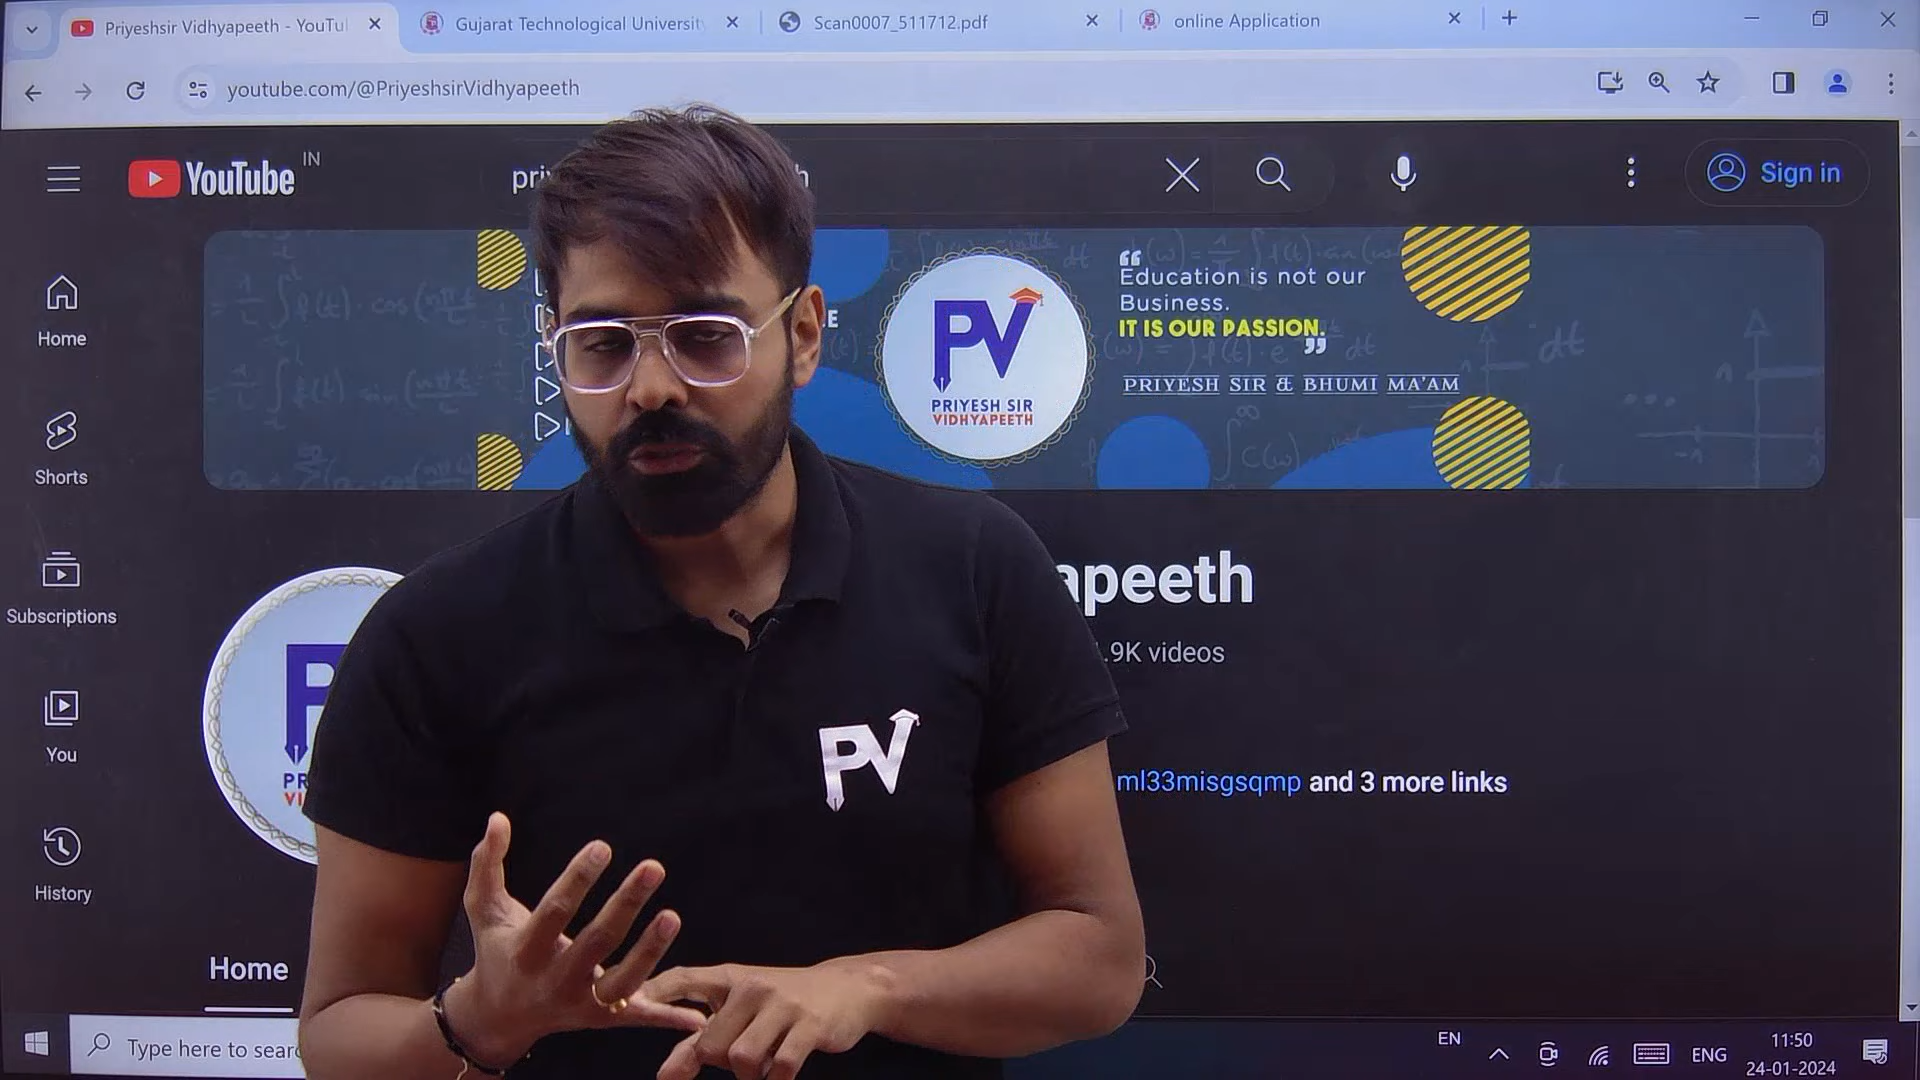 Priyeshsir Vidhyapeeth - YouTu
Gujarat Technological Universit
Scan0007_511712.pdf
online Application
youtube.com/@PriyeshsirVidhyapeeth
YouTube IN
pri
h
Sign in
Home
Shorts
Subscriptions
You
History
E
PV
PRIYESH SIR
VIDHYAPEETH
“
Education is not our
Business.
IT IS OUR PASSION.
”
PRIYESH SIR & BHUMI MA'AM
apeeth
.9K videos
ml33misgsqmp and 3 more links
P
PR
VI
PV
Home
Type here to sear
EN
ENG
11:50
24-01-2024